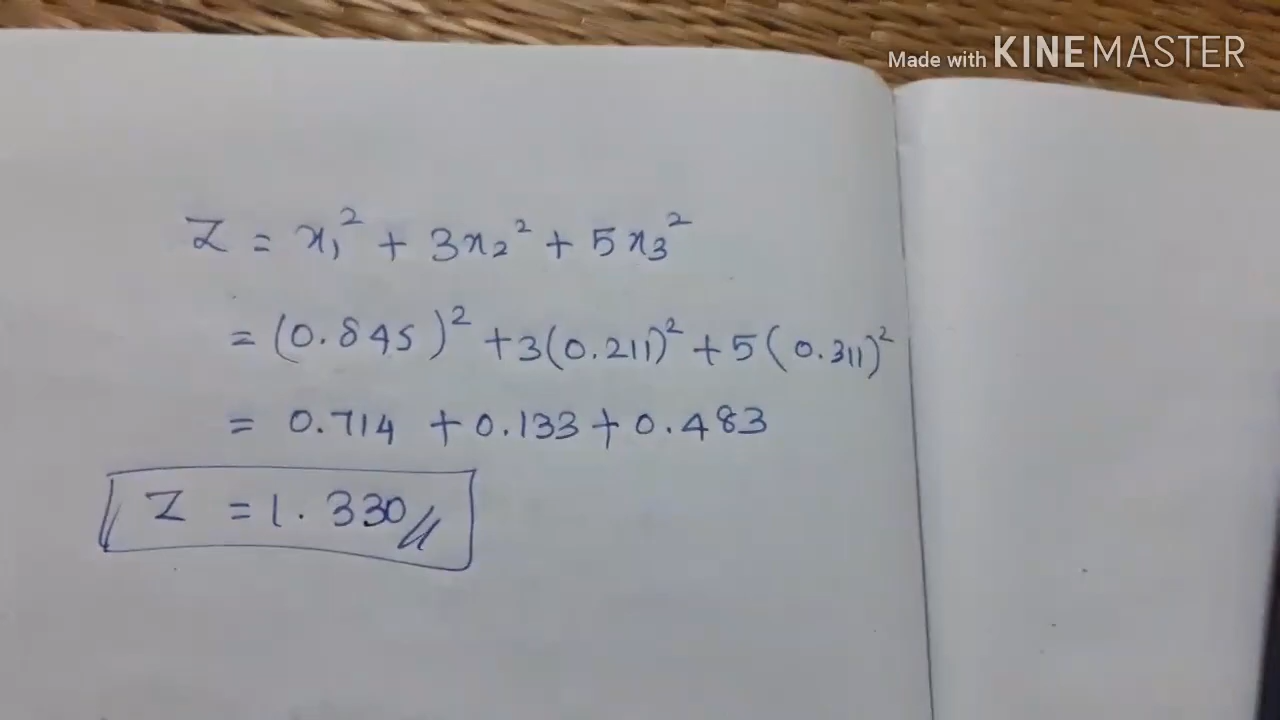 Made with KINEMASTER
Z = x₁² + 3x₂² + 5x₃²
= (0.845)² + 3(0.211)² + 5(0.311)²
= 0.714 + 0.133 + 0.483
Z = 1.330//